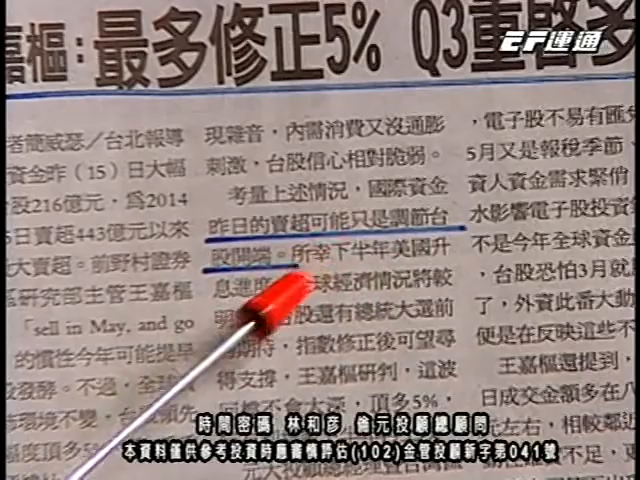 嘉樞：最多修正5% Q3重啓多
EF運通
者簡威瑟／台北報導
資金昨（15）日大幅
股216億元，為2014
6日賣超443億元以來
大賣超。前野村證券
研究部主管王嘉樞
「sell in May, and go
的慣性今年可能提早
發酵。不過，全球
環境不變，台股領先
現雜音，內需消費又沒通膨
刺激，台股信心相對脆弱。
考量上述情況，國際資金
昨日的賣超可能只是調節台
股開端。所幸下半年美國升
息進度 球經濟情況將較
明 台股還有總統大選前
期待，指數修正後可望尋
得支撐，王嘉樞研判，這波
不會太深，頂多5%，
，電子股不易有匯兌
5月又是報稅季節，
資人資金需求緊俏
水影響電子股投資
不是今年全球資金
，台股恐怕3月就
了，外資此番大動
便是在反映這些不
王嘉樞還提到，
日成交金額多在八
元左右，相較鄰近
時間密碼 林和彥 倫元投顧總顧問
本資料僅供參考投資時應審慎評估(102)金管投顧新字第041號